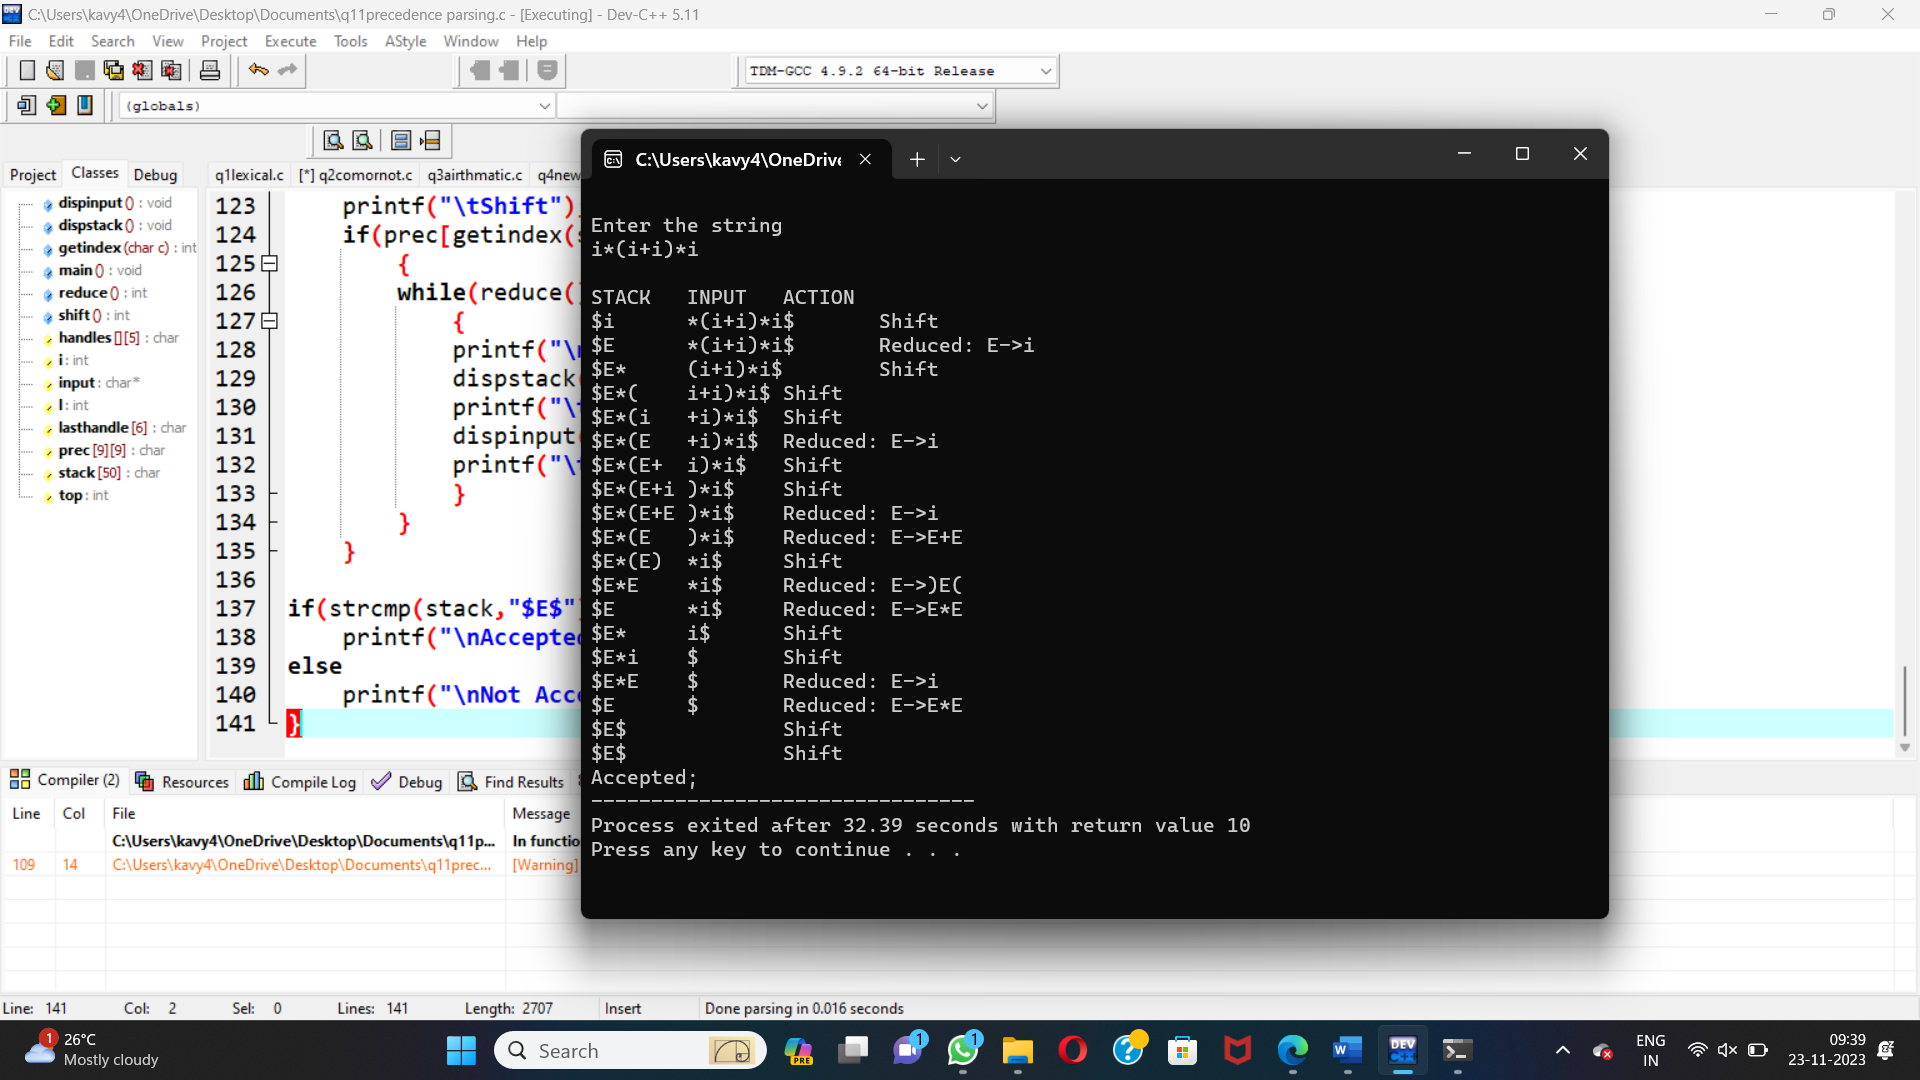 C:\Users\kavy4\OneDrive\Desktop\Documents\q11precedence parsing.c - [Executing] - Dev-C++ 5.11
File Edit Search View Project Execute Tools AStyle Window Help
TDM-GCC 4.9.2 64-bit Release
(globals)
Project Classes Debug
q1lexical.c [*] q2comornot.c q3airthmatic.c q4new
dispinput () : void
dispstack () : void
getindex (char c) : int
main () : void
reduce () : int
shift () : int
handles [][5] : char
i : int
input : char*
l : int
lasthandle [6] : char
prec [9][9] : char
stack [50] : char
top : int
123 printf("\tShift")
124 if(prec[getindex(
125 {
126 while(reduce(
127 {
128 printf("\
129 dispstack
130 printf("\
131 dispinput
132 printf("\
133 }
134 }
135 }
136
137 if(strcmp(stack,"$E$"
138 printf("\nAccepte
139 else
140 printf("\nNot Acc
141 }
C:\Users\kavy4\OneDrive
Enter the string
i*(i+i)*i
STACK INPUT ACTION
$i *(i+i)*i$ Shift
$E *(i+i)*i$ Reduced: E->i
$E* (i+i)*i$ Shift
$E*( i+i)*i$ Shift
$E*(i +i)*i$ Shift
$E*(E +i)*i$ Reduced: E->i
$E*(E+ i)*i$ Shift
$E*(E+i )*i$ Shift
$E*(E+E )*i$ Reduced: E->i
$E*(E )*i$ Reduced: E->E+E
$E*(E) *i$ Shift
$E*E *i$ Reduced: E->)E(
$E *i$ Reduced: E->E*E
$E* i$ Shift
$E*i $ Shift
$E*E $ Reduced: E->i
$E $ Reduced: E->E*E
$E$ Shift
$E$ Shift
Accepted;
--------------------------------
Process exited after 32.39 seconds with return value 10
Press any key to continue . . .
Compiler (2) Resources Compile Log Debug Find Results
Line Col File Message
C:\Users\kavy4\OneDrive\Desktop\Documents\q11p... In functio
109 14 C:\Users\kavy4\OneDrive\Desktop\Documents\q11prec... [Warning]
Line: 141 Col: 2 Sel: 0 Lines: 141 Length: 2707 Insert Done parsing in 0.016 seconds
1 26°C
Mostly cloudy
Search
PRE
1
1
DEV
C++
ENG
IN
09:39
23-11-2023